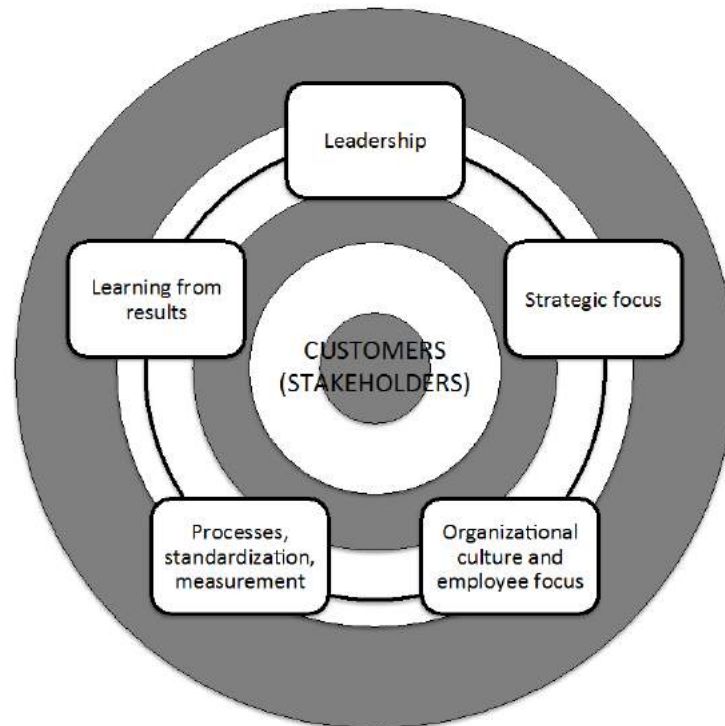 Leadership
Learning from
results
Strategic focus
CUSTOMERS
(STAKEHOLDERS)
Processes,
standardization,
measurement
Organizational
culture and
employee focus